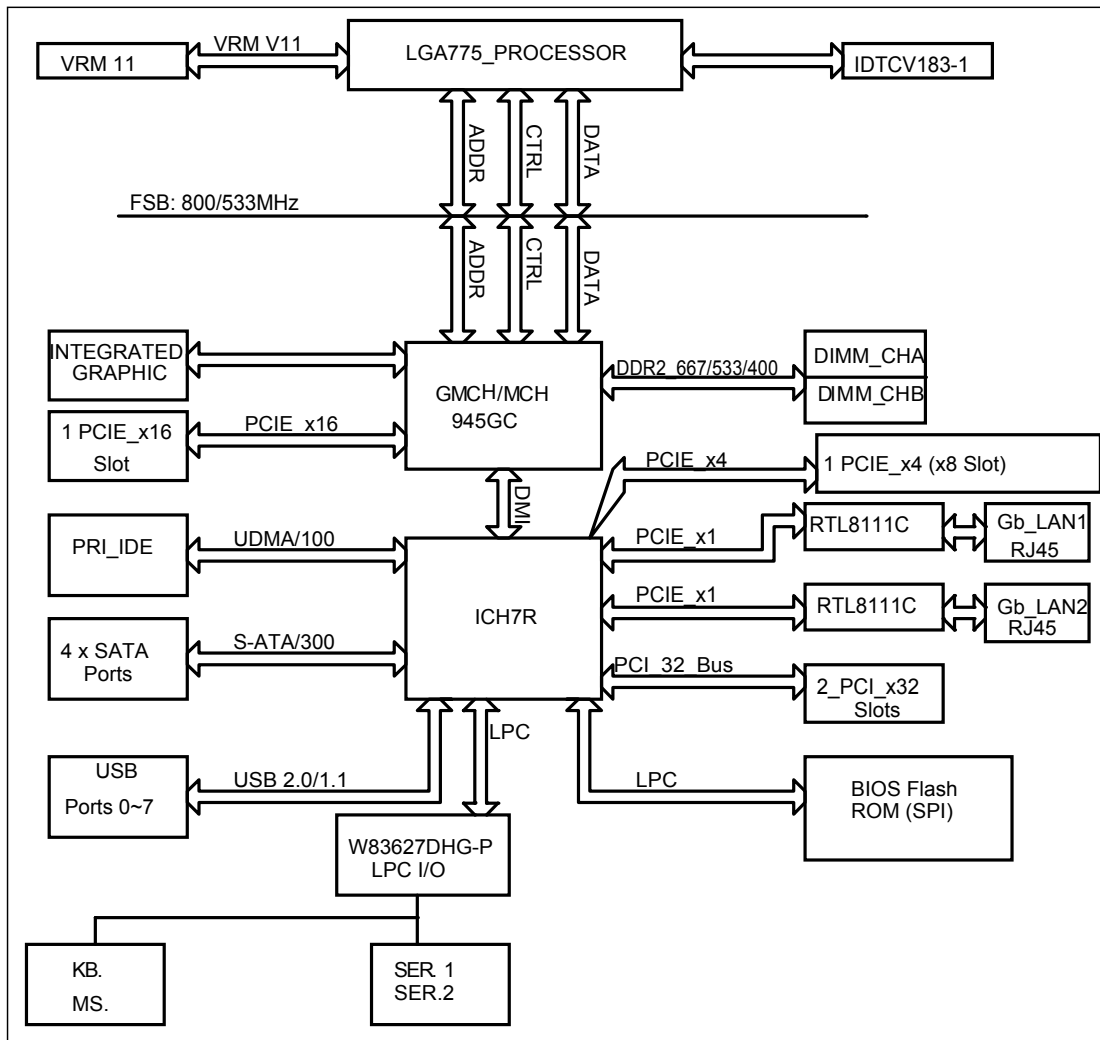 VRM 11
VRM V11
LGA775_PROCESSOR
IDTCV183-1
ADDR
CTRL
DATA
FSB: 800/533MHz
ADDR
CTRL
DATA
INTEGRATED
GRAPHIC
GMCH/MCH
945GC
DDR2_667/533/400
DIMM_CHA
DIMM_CHB
1 PCIE_x16
Slot
PCIE_x16
DMI
PCIE_x4
1 PCIE_x4 (x8 Slot)
PRI_IDE
UDMA/100
ICH7R
PCIE_x1
RTL8111C
Gb_LAN1
RJ45
PCIE_x1
RTL8111C
Gb_LAN2
RJ45
4 x SATA
Ports
S-ATA/300
PCI_32_Bus
2_PCI_x32
Slots
LPC
USB
Ports 0~7
USB 2.0/1.1
LPC
BIOS Flash
ROM (SPI)
W83627DHG-P
LPC I/O
KB.
MS.
SER. 1
SER.2